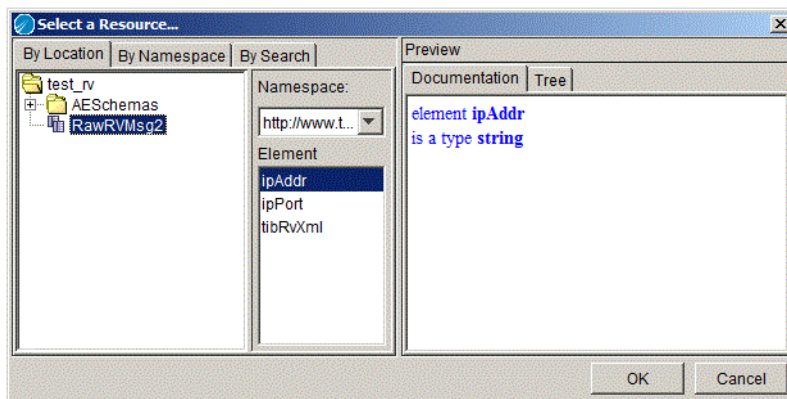 Select a Resource...
By Location By Namespace By Search
test_rv
AESchemas
RawRVMsg2
Namespace:
http://www.t...
Element
ipAddr
ipPort
tibRvXml
Preview
Documentation Tree
element ipAddr
is a type string
OK Cancel